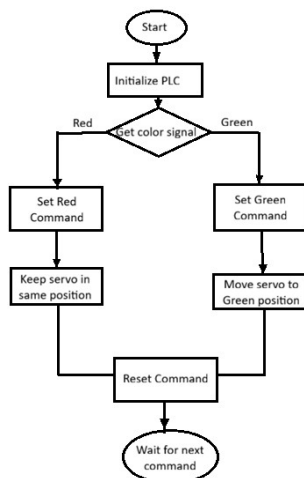 Start
Initialize PLC
Red
Get color signal
Green
Set Red
Command
Set Green
Command
Keep servo in
same position
Move servo to
Green position
Reset Command
Wait for next
command